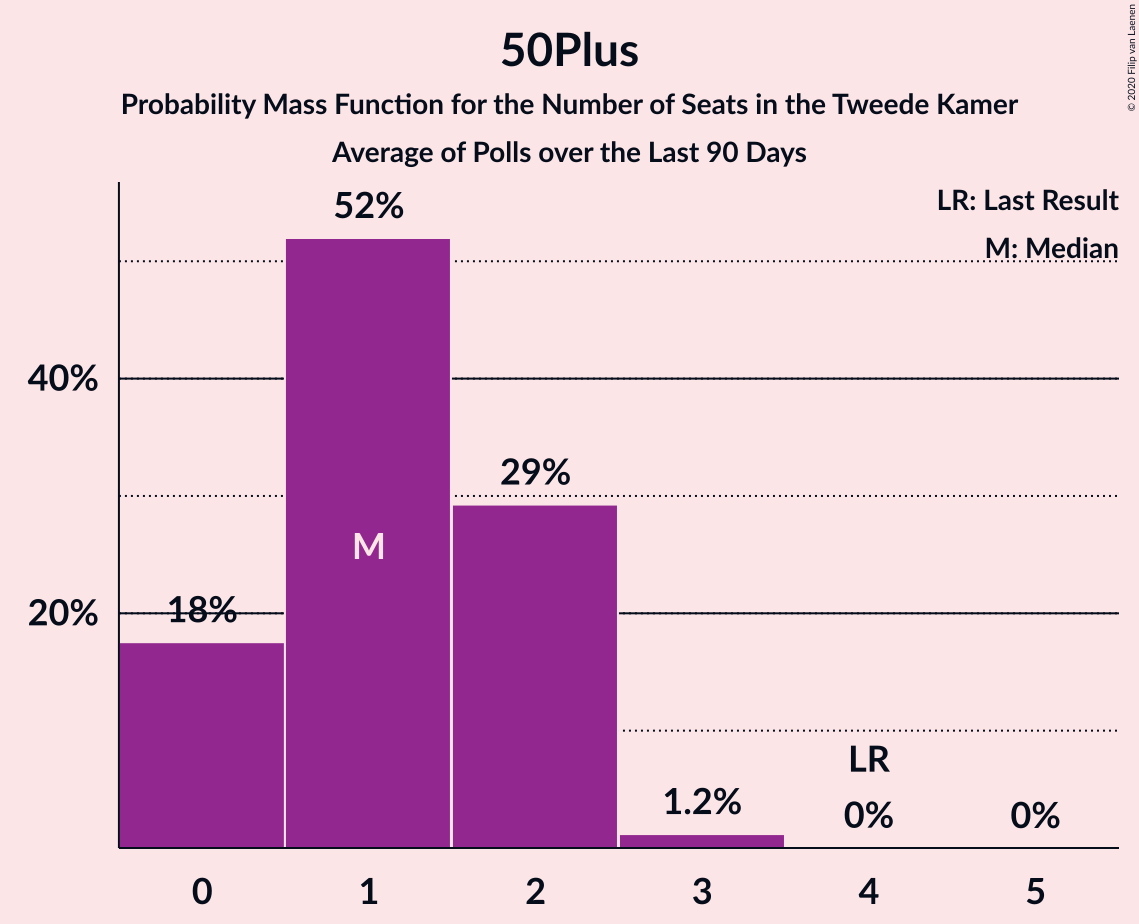 50Plus
Probability Mass Function for the Number of Seats in the Tweede Kamer
Average of Polls over the Last 90 Days
© 2020 Filip van Laenen
LR: Last Result
M: Median
52%
40%
29%
M
20%
18%
LR
1.2%
0%
0%
0 1 2 3 4 5